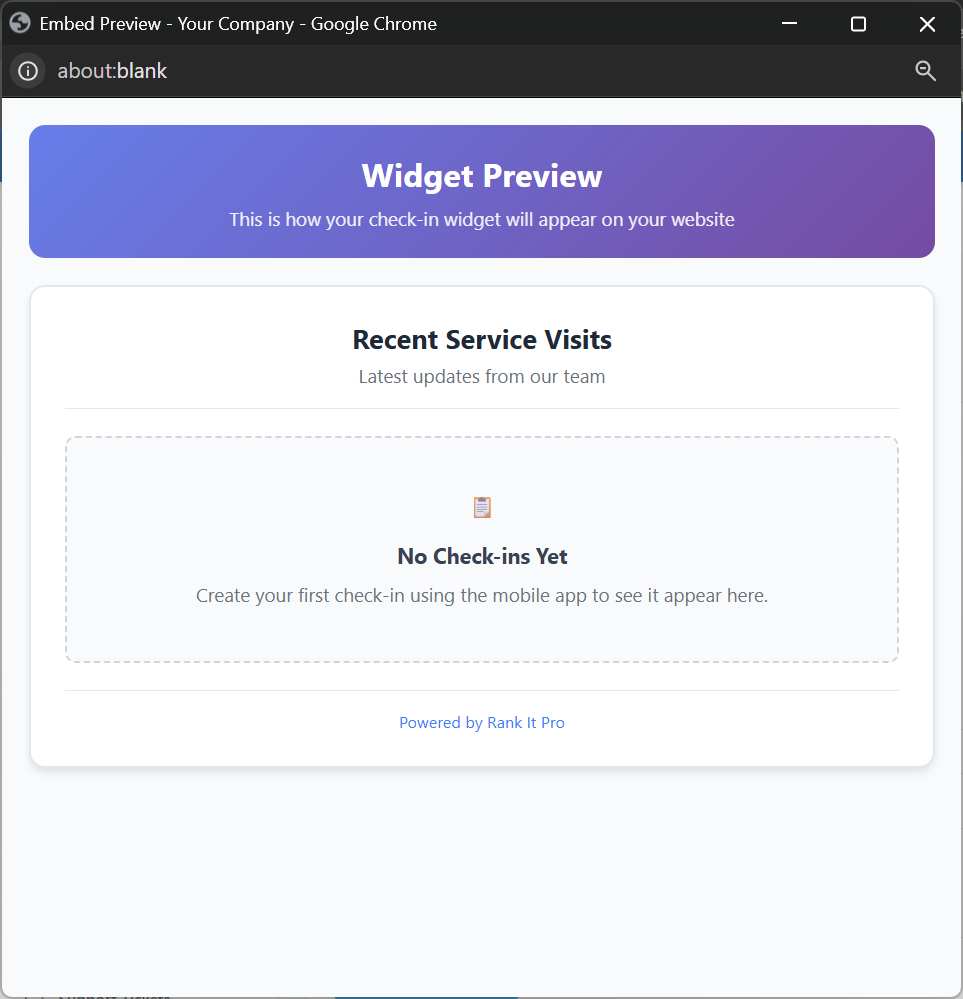 Embed Preview - Your Company - Google Chrome
about:blank
Widget Preview
This is how your check-in widget will appear on your website
Recent Service Visits
Latest updates from our team
No Check-ins Yet
Create your first check-in using the mobile app to see it appear here.
Powered by Rank It Pro